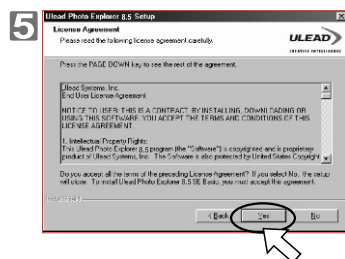 5
Ulead Photo Explorer 8.5 Setup
License Agreement
Please read the following license agreement carefully.
ULEAD
CREATIVE INTELLIGENCE
Press the PAGE DOWN key to see the rest of the agreement.
Ulead Systems, Inc.
End User License Agreement
NOTICE TO USER: THIS IS A CONTRACT. BY INSTALLING, DOWNLOADING OR
USING THIS SOFTWARE, YOU ACCEPT THE TERMS AND CONDITIONS OF THIS
LICENSE AGREEMENT.
1. Intellectual Property Rights:
This Ulead Photo Explorer 8.5 program (the "Software") is copyrighted and is proprietary
product of Ulead Systems, Inc. The Software is also protected by United States Copyright
Do you accept all the terms of the preceding License Agreement? If you select No, the setup
will close. To install Ulead Photo Explorer 8.5 SE Basic, you must accept this agreement.
InstallShield
< Back
Yes
No